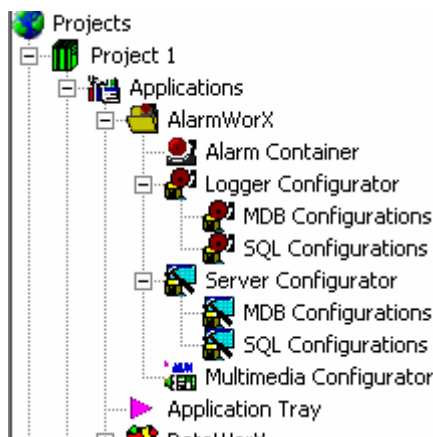 Projects
Project 1
Applications
AlarmWorX
Alarm Container
Logger Configurator
MDB Configurations
SQL Configurations
Server Configurator
MDB Configurations
SQL Configurations
Multimedia Configurator
Application Tray